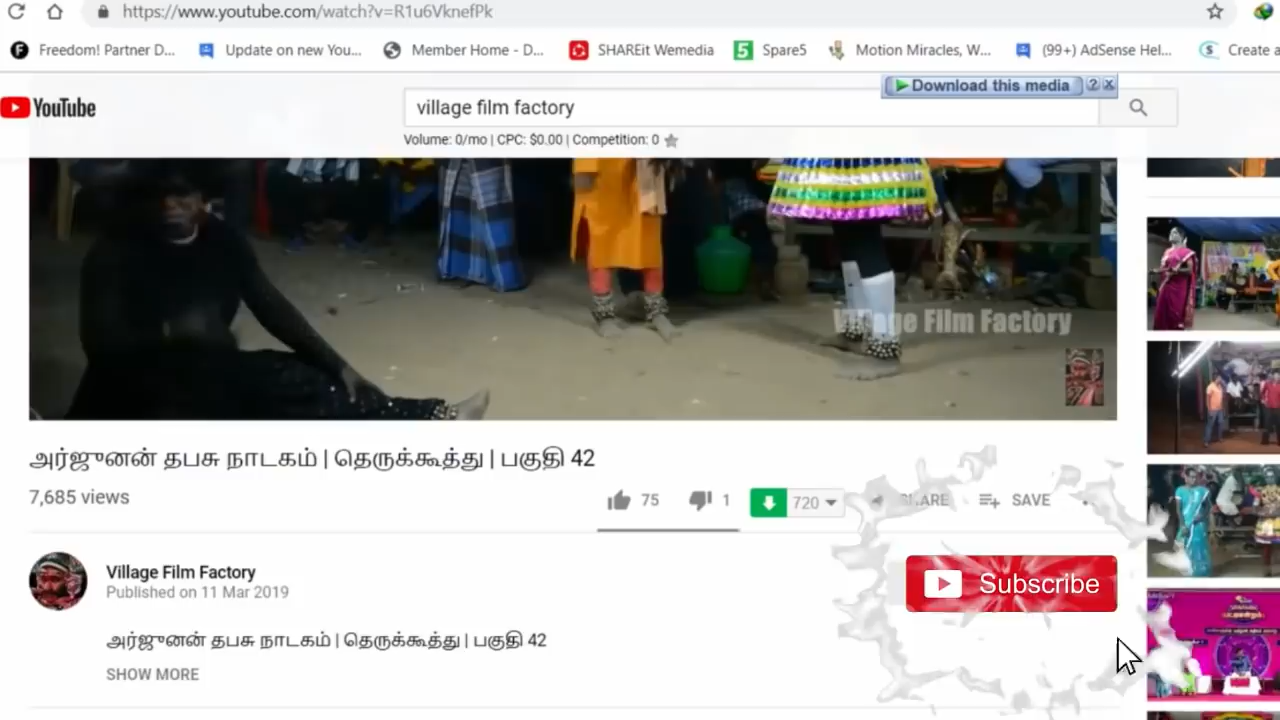 https://www.youtube.com/watch?v=R1u6VknefPk
Freedom! Partner D...
Update on new You...
Member Home - D...
SHAREit Wemedia
5 Spare5
Motion Miracles, W...
(99+) AdSense Hel...
Create a
Download this media ? X
YouTube
village film factory
Volume: 0/mo | CPC: $0.00 | Competition: 0
Village Film Factory
அர்ஜுனன் தபசு நாடகம் | தெருக்கூத்து | பகுதி 42
7,685 views
75
1
720
SHARE
SAVE
Village Film Factory
Published on 11 Mar 2019
Subscribe
அர்ஜுனன் தபசு நாடகம் | தெருக்கூத்து | பகுதி 42
SHOW MORE